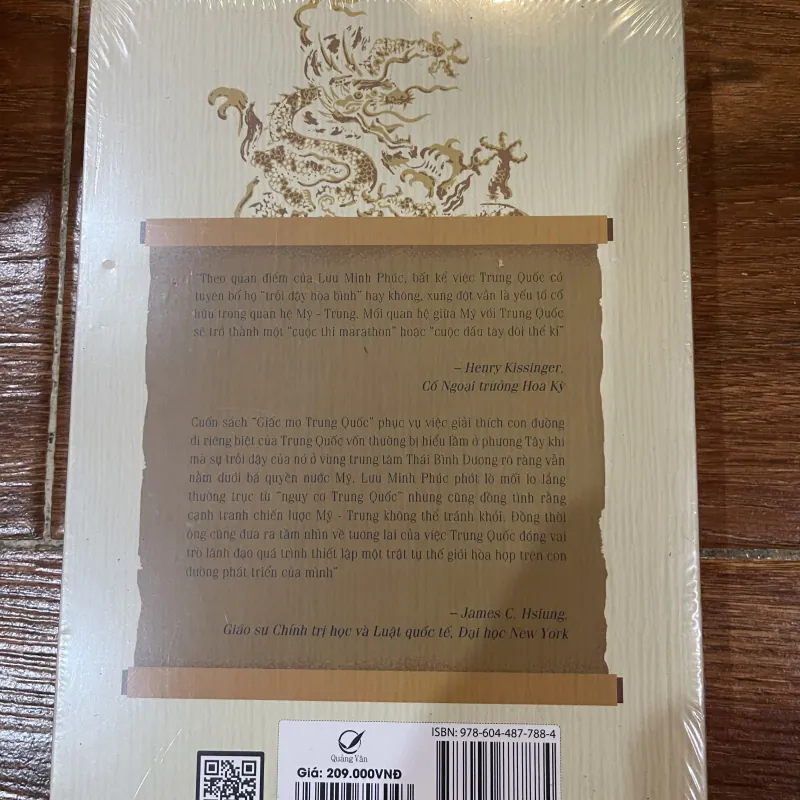 "Theo quan điểm của Lưu Minh Phúc, bất kể việc Trung Quốc có
tuyên bố họ "trỗi dậy hòa bình" hay không, xung đột vẫn là yếu tố cố
hữu trong quan hệ Mỹ - Trung. Mối quan hệ giữa Mỹ với Trung Quốc
sẽ trở thành một "cuộc thi marathon" hoặc "cuộc đấu tay đôi thế kỉ"
– Henry Kissinger,
Cố Ngoại trưởng Hoa Kỳ
Cuốn sách "Giấc mơ Trung Quốc" phục vụ việc giải thích con đường
đi riêng biệt của Trung Quốc vốn thường bị hiểu lầm ở phương Tây khi
mà sự trỗi dậy của nó ở vùng trung tâm Thái Bình Dương rõ ràng vẫn
nằm dưới bá quyền nước Mỹ. Lưu Minh Phúc phớt lờ mối lo lắng
thường trực từ "nguy cơ Trung Quốc" nhưng cũng đồng tình rằng
cạnh tranh chiến lược Mỹ - Trung không thể tránh khỏi. Đồng thời
ông cũng đưa ra tầm nhìn về tương lai của việc Trung Quốc đóng vai
trò lãnh đạo quá trình thiết lập một trật tự thế giới hòa hợp trên con
đường phát triển của mình"
– James C. Hsiung,
Giáo sư Chính trị học và Luật quốc tế, Đại học New York
Quảng Văn
Giá: 209.000VNĐ
ISBN: 978-604-487-788-4